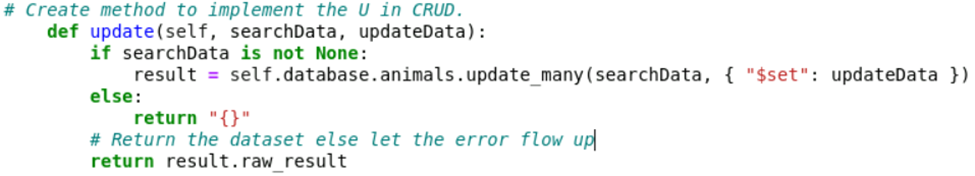 # Create method to implement the U in CRUD.
    def update(self, searchData, updateData):
        if searchData is not None:
            result = self.database.animals.update_many(searchData, { "$set": updateData })
        else:
            return "{}"
        # Return the dataset else let the error flow up
        return result.raw_result